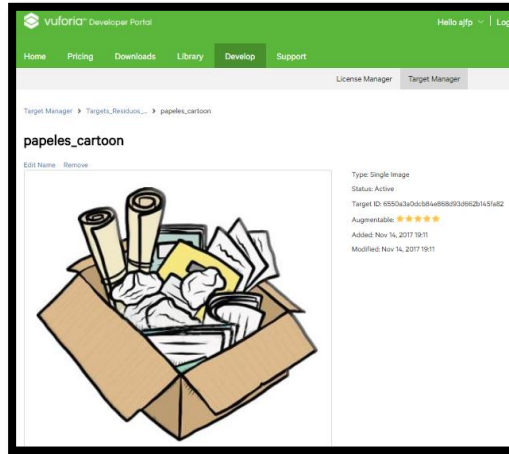 vuforia™ Developer Portal
Hello ajfp
Log
Home Pricing Downloads Library Develop Support
License Manager Target Manager
Target Manager > Targets_Residuos_... > papeles_cartoon
papeles_cartoon
Edit Name Remove
Type: Single Image
Status: Active
Target ID: 6550a3a0dcb84e868d93d662b145fa82
Augmentable:
Added: Nov 14, 2017 19:11
Modified: Nov 14, 2017 19:11